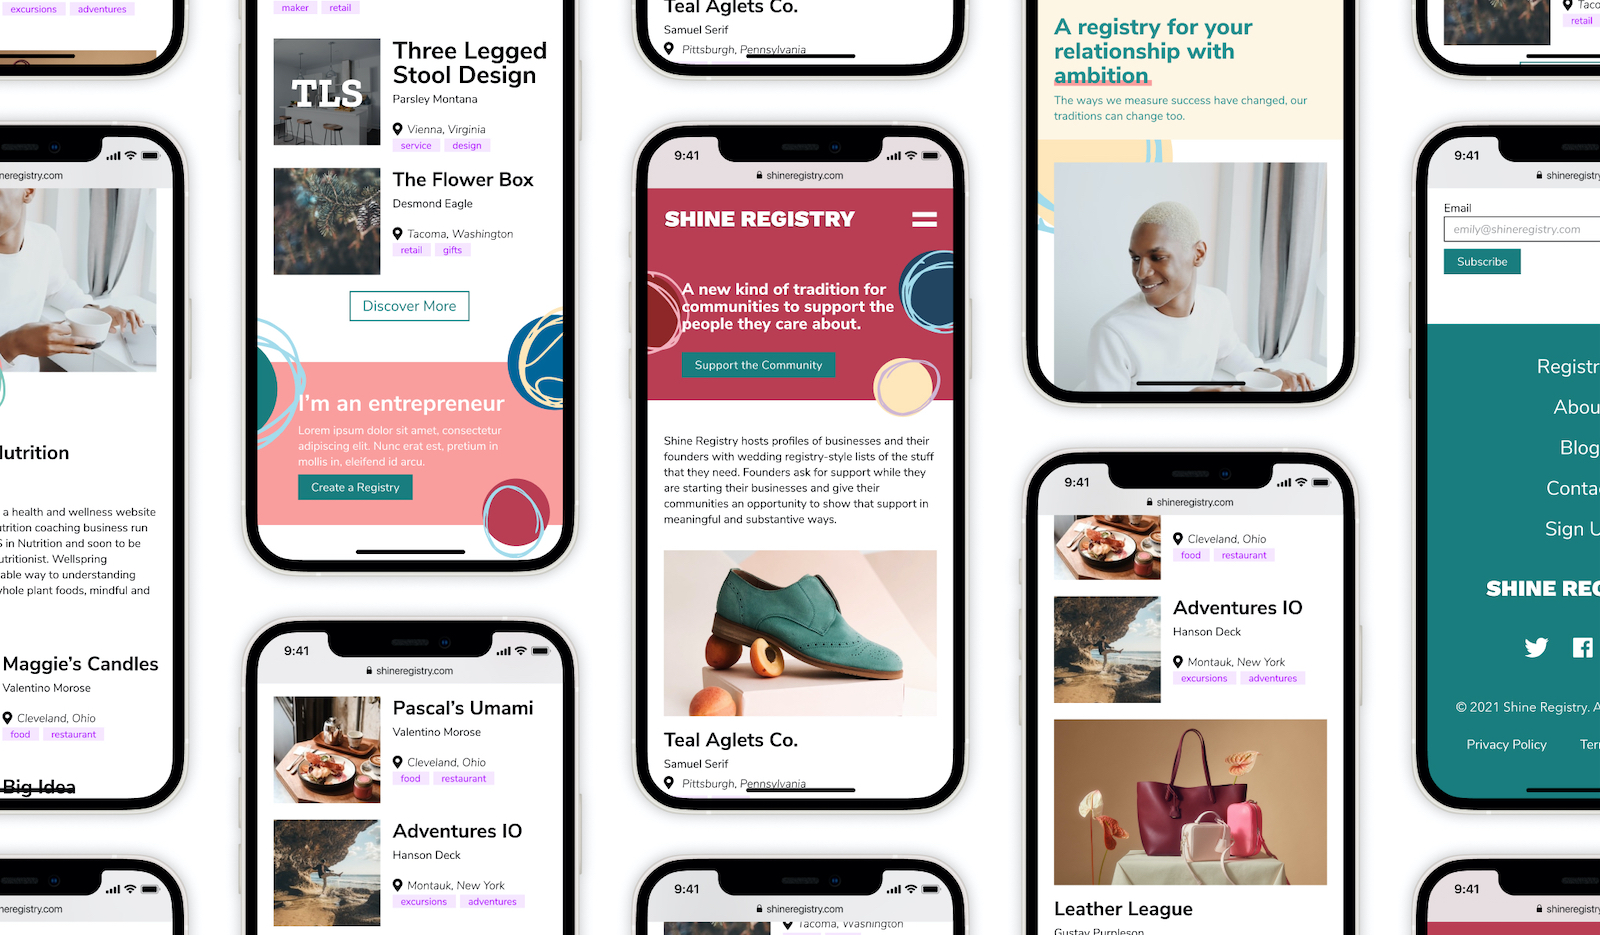 excursions adventures
9:41
neregistry.com
Nutrition
a health and wellness website
utrition coaching business run
S in Nutrition and soon to be
utritionist. Wellspring
able way to understanding
whole plant foods, mindful and
Maggie's Candles
Valentino Morose
Cleveland, Ohio
food restaurant
Big Idea
neregistry.com
maker retail
TLS
Three Legged
Stool Design
Parsley Montana
Vienna, Virginia
service design
The Flower Box
Desmond Eagle
Tacoma, Washington
retail gifts
Discover More
I'm an entrepreneur
Lorem ipsum dolor sit amet, consectetur
adipiscing elit. Nunc erat est, pretium in
mollis in, eleifend id arcu.
Create a Registry
9:41
shineregistry.com
Pascal's Umami
Valentino Morose
Cleveland, Ohio
food restaurant
Adventures IO
Hanson Deck
Montauk, New York
excursions adventures
Teal Aglets Co.
Samuel Serif
Pittsburgh, Pennsylvania
9:41
shineregistry.com
SHINE REGISTRY
A new kind of tradition for
communities to support the
people they care about.
Support the Community
Shine Registry hosts profiles of businesses and their
founders with wedding registry-style lists of the stuff
that they need. Founders ask for support while they
are starting their businesses and give their
communities an opportunity to show that support in
meaningful and substantive ways.
Teal Aglets Co.
Samuel Serif
Pittsburgh, Pennsylvania
9:41
shineregistry.com
Tacoma, Washington
A registry for your
relationship with
ambition
The ways we measure success have changed, our
traditions can change too.
9:41
shineregistry.com
Cleveland, Ohio
food restaurant
Adventures IO
Hanson Deck
Montauk, New York
excursions adventures
Leather League
Gustav Purpleson
Taco
retail
9:41
shineregistry
Email
emily@shineregistry.com
Subscribe
Registr
Abou
Blog
Contac
Sign U
SHINE REG
© 2021 Shine Registry. A
Privacy Policy Ter
9:41
shineregistr